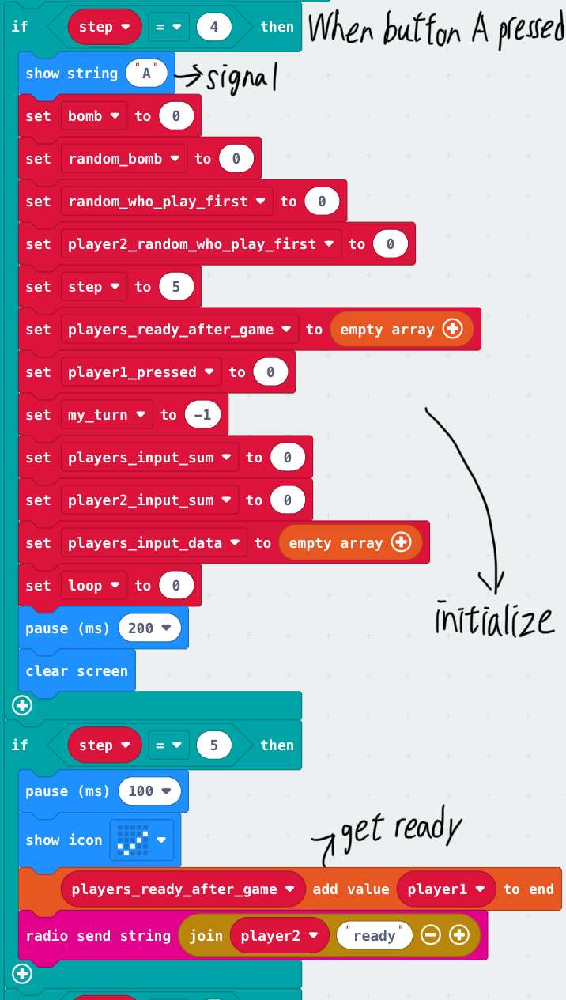 if step = 4 then When button A pressed
show string "A" → signal
set bomb to 0
set random_bomb to 0
set random_who_play_first to 0
set player2_random_who_play_first to 0
set step to 5
set players_ready_after_game to empty array
set player1_pressed to 0
set my_turn to -1
set players_input_sum to 0
set player2_input_sum to 0
set players_input_data to empty array
set loop to 0
initialize
pause (ms) 200
clear screen
if step = 5 then
pause (ms) 100
show icon
get ready
players_ready_after_game add value player1 to end
radio send string join player2 "ready"